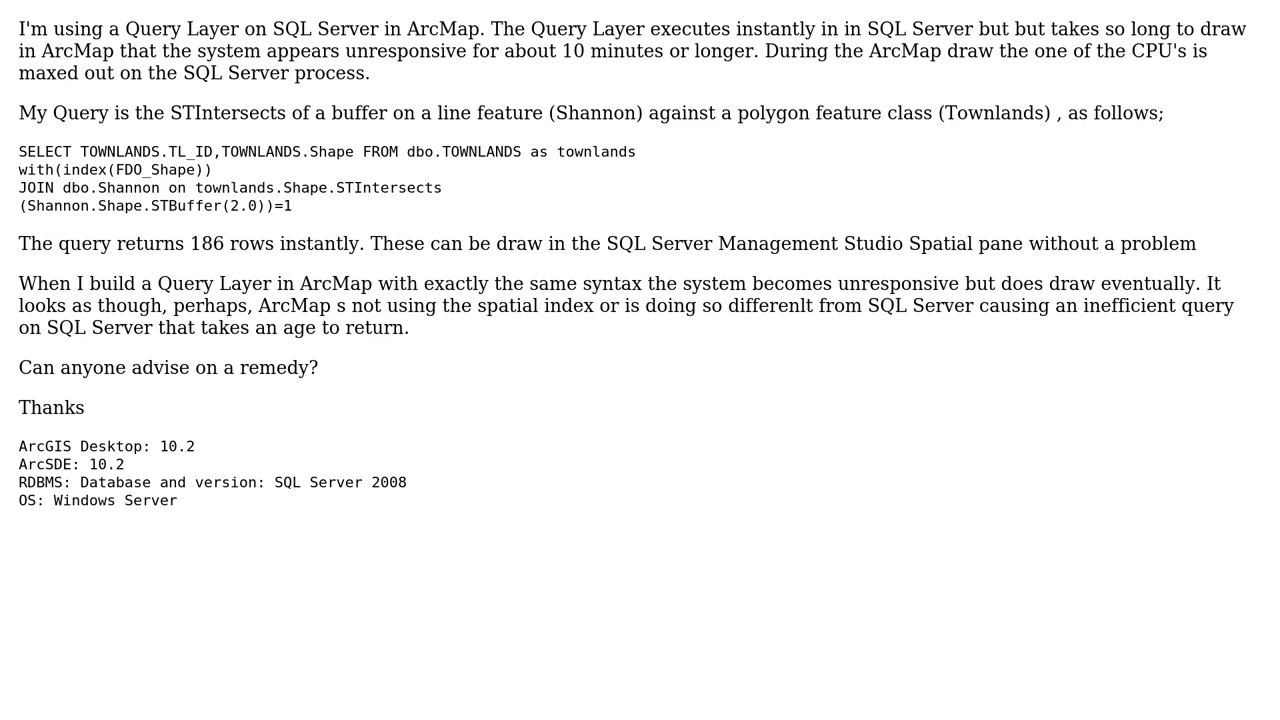 I'm using a Query Layer on SQL Server in ArcMap. The Query Layer executes instantly in in SQL Server but but takes so long to draw
in ArcMap that the system appears unresponsive for about 10 minutes or longer. During the ArcMap draw the one of the CPU's is
maxed out on the SQL Server process.
My Query is the STIntersects of a buffer on a line feature (Shannon) against a polygon feature class (Townlands) , as follows;
SELECT TOWNLANDS.TL_ID,TOWNLANDS.Shape FROM dbo.TOWNLANDS as townlands
with(index(FDO_Shape))
JOIN dbo.Shannon on townlands.Shape.STIntersects
(Shannon.Shape.STBuffer(2.0))=1
The query returns 186 rows instantly. These can be draw in the SQL Server Management Studio Spatial pane without a problem
When I build a Query Layer in ArcMap with exactly the same syntax the system becomes unresponsive but does draw eventually. It
looks as though, perhaps, ArcMap s not using the spatial index or is doing so differenlt from SQL Server causing an inefficient query
on SQL Server that takes an age to return.
Can anyone advise on a remedy?
Thanks
ArcGIS Desktop: 10.2
ArcSDE: 10.2
RDBMS: Database and version: SQL Server 2008
OS: Windows Server